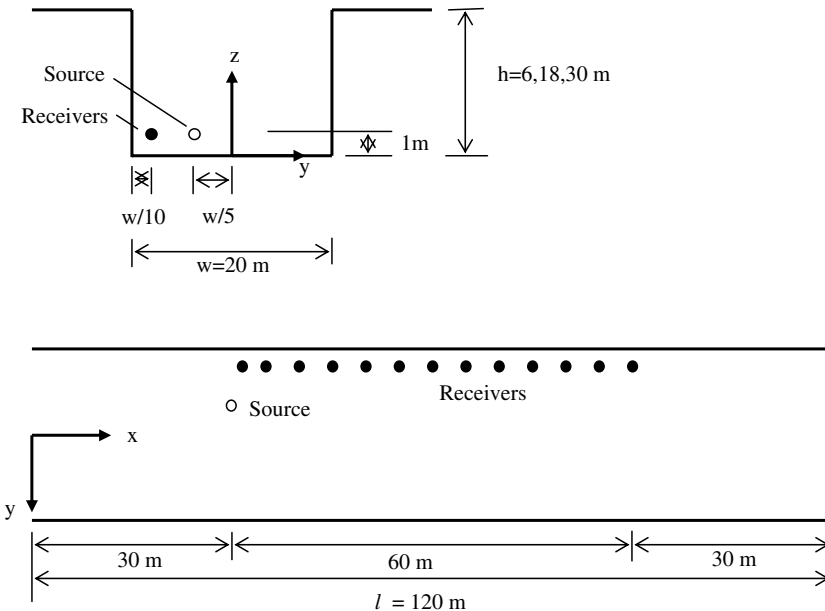 z
Source
h=6,18,30 m
Receivers
1m
y
w/10
w/5
w=20 m
Receivers
Source
x
y
30 m
60 m
30 m
l = 120 m